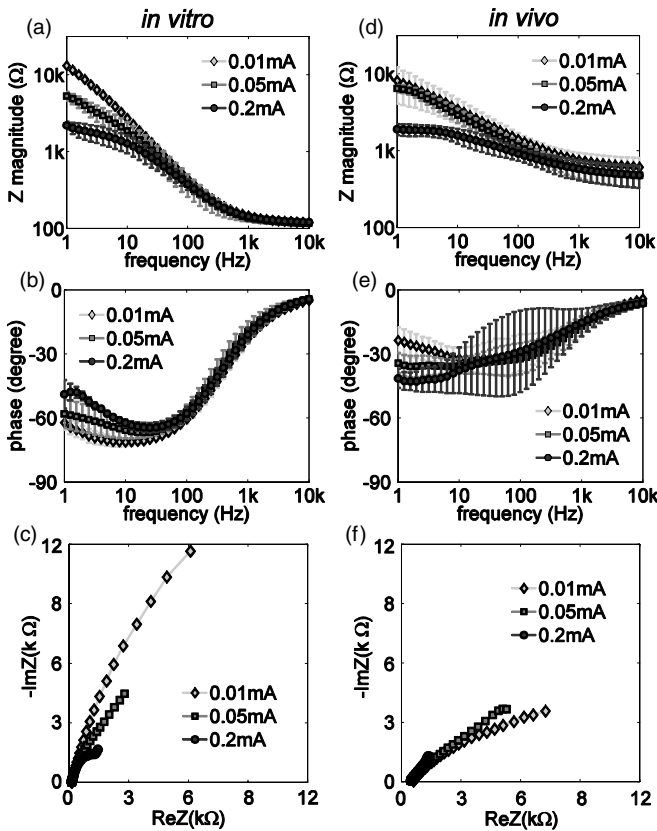 in vitro
(a)
0.01mA
0.05mA
0.2mA
10k
1k
100
Z magnitude (Ω)
1 10 100 1k 10k
frequency (Hz)
(b)
0.01mA
0.05mA
0.2mA
0
-30
-60
-90
phase (degree)
1 10 100 1k 10k
frequency (Hz)
(c)
0.01mA
0.05mA
0.2mA
12
9
6
3
0
-ImZ(k Ω)
0 3 6 9 12
ReZ(kΩ)
in vivo
(d)
0.01mA
0.05mA
0.2mA
10k
1k
100
Z magnitude (Ω)
1 10 100 1k 10k
frequency (Hz)
(e)
0.01mA
0.05mA
0.2mA
0
-30
-60
-90
phase (degree)
1 10 100 1k 10k
frequency (Hz)
(f)
0.01mA
0.05mA
0.2mA
12
9
6
3
0
-ImZ(k Ω)
0 3 6 9 12
ReZ(kΩ)